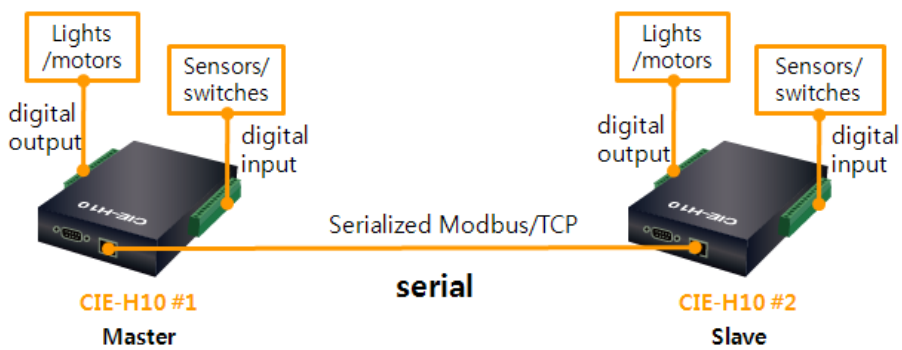 Lights
/motors
Sensors/
switches
digital
output
digital
input
CIE-H10
Lights
/motors
Sensors/
switches
digital
output
digital
input
CIE-H10
Serialized Modbus/TCP
serial
CIE-H10 #1
Master
CIE-H10 #2
Slave